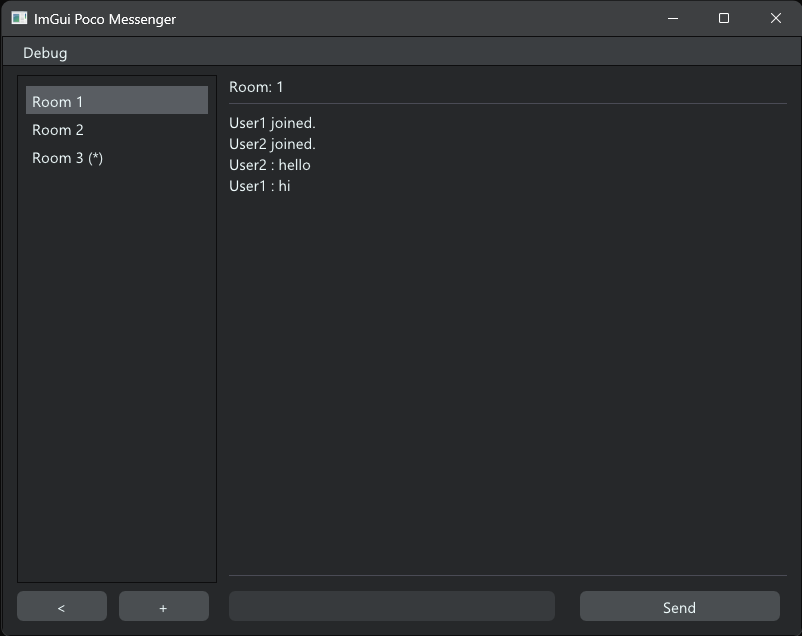 ImGui Poco Messenger
Debug
Room 1
Room 2
Room 3 (*)
Room: 1
User1 joined.
User2 joined.
User2 : hello
User1 : hi
<
+
Send